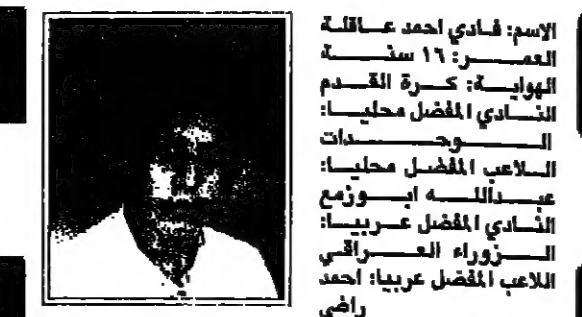 الاسم: فادي احمد عاقلة
العمر: ١٦ سنة
الهواية: كرة القدم
النادي المفضل محليا:
الوحدات
اللاعب المفضل محليا:
عبدالله ابوزمع
النادي المفضل عربيا:
الزوراء العراقي
اللاعب المفضل عربيا: احمد
راضي